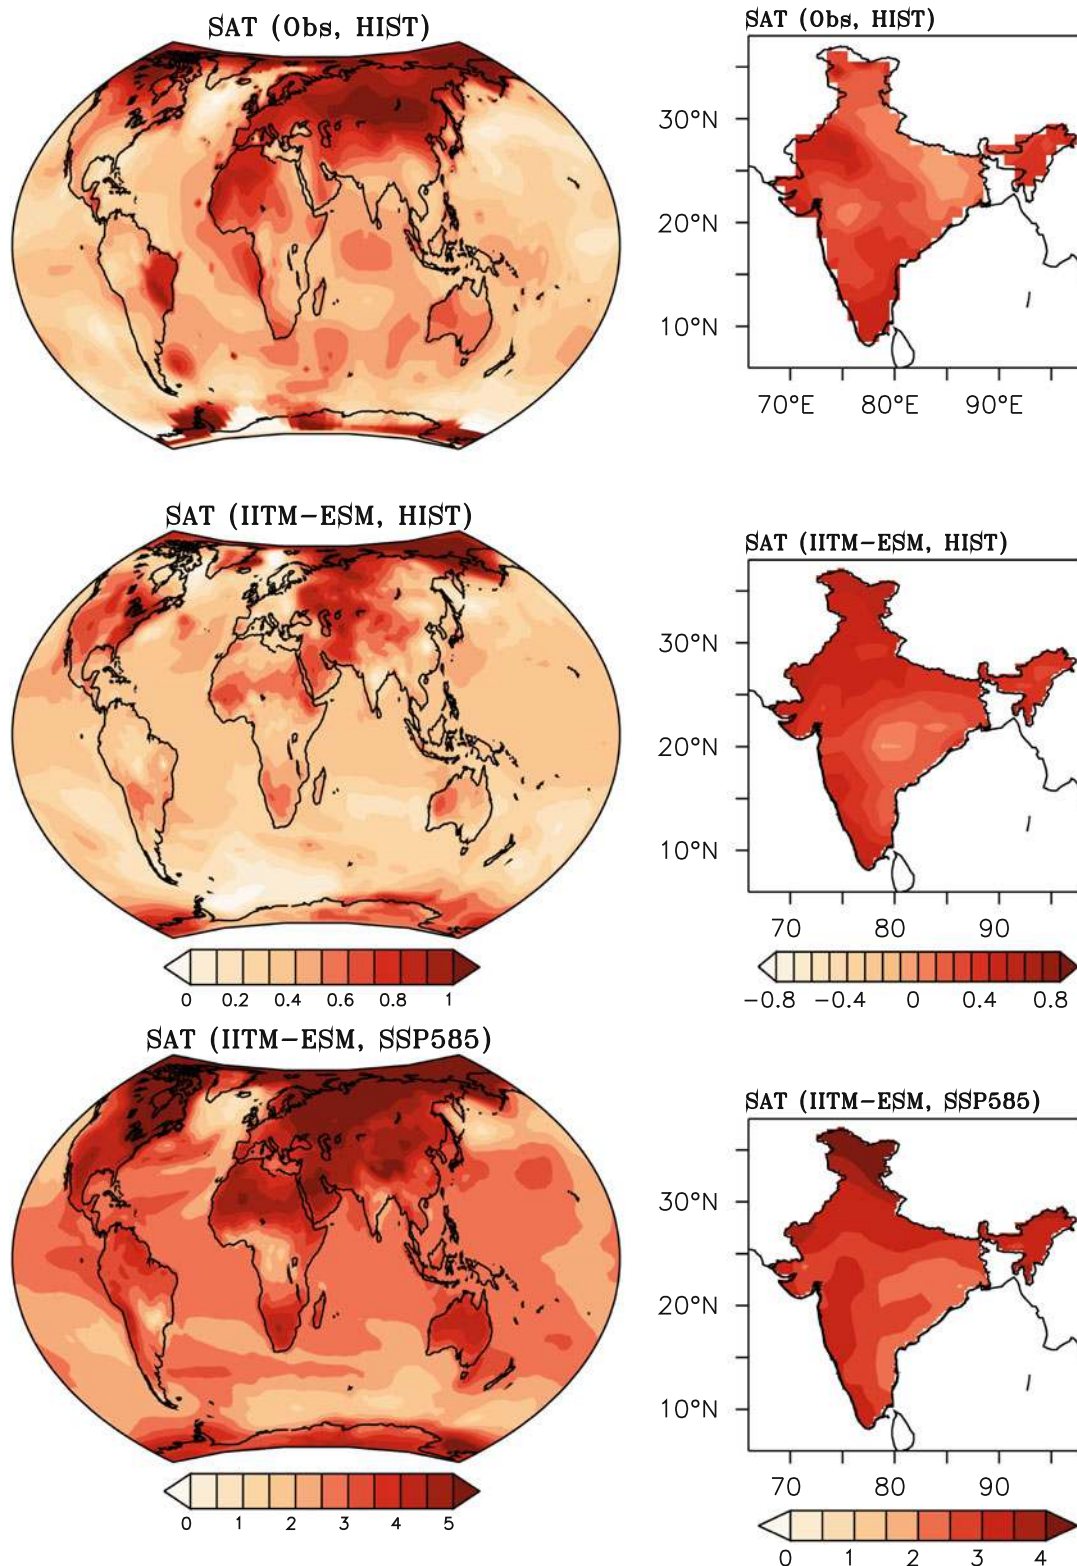 SAT (Obs, HIST)
SAT (Obs, HIST)
30°N
20°N
10°N
70°E 80°E 90°E
SAT (IITM-ESM, HIST)
0 0.2 0.4 0.6 0.8 1
SAT (IITM-ESM, HIST)
30°N
20°N
10°N
70 80 90
-0.8 -0.4 0 0.4 0.8
SAT (IITM-ESM, SSP585)
0 1 2 3 4 5
SAT (IITM-ESM, SSP585)
30°N
20°N
10°N
70 80 90
0 1 2 3 4